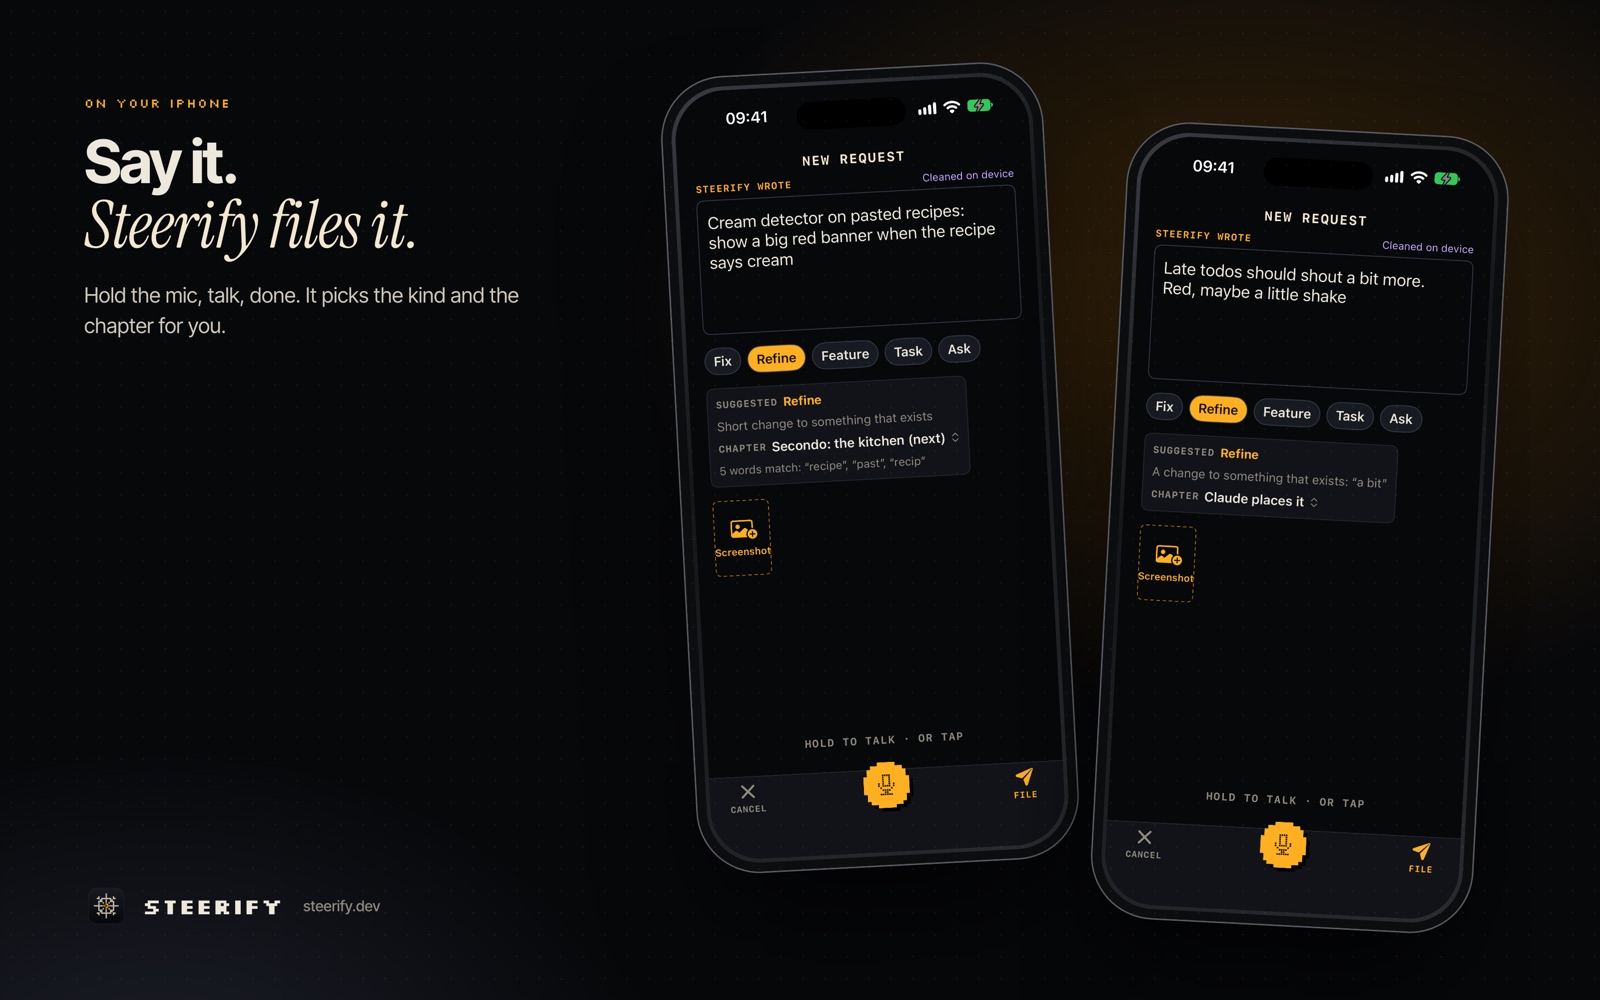 ON YOUR IPHONE
Say it.
Steerify files it.
Hold the mic, talk, done. It picks the kind and the
chapter for you.
STEERIFY steerify.dev
09:41
NEW REQUEST
STEERIFY WROTE Cleaned on device
Cream detector on pasted recipes:
show a big red banner when the recipe
says cream
Fix Refine Feature Task Ask
SUGGESTED Refine
Short change to something that exists
CHAPTER Secondo: the kitchen (next)
5 words match: “recipe”, “past”, “recip”
Screenshot
HOLD TO TALK · OR TAP
CANCEL FILE
09:41
NEW REQUEST
STEERIFY WROTE Cleaned on device
Late todos should shout a bit more.
Red, maybe a little shake
Fix Refine Feature Task Ask
SUGGESTED Refine
A change to something that exists: “a bit”
CHAPTER Claude places it
Screenshot
HOLD TO TALK · OR TAP
CANCEL FILE